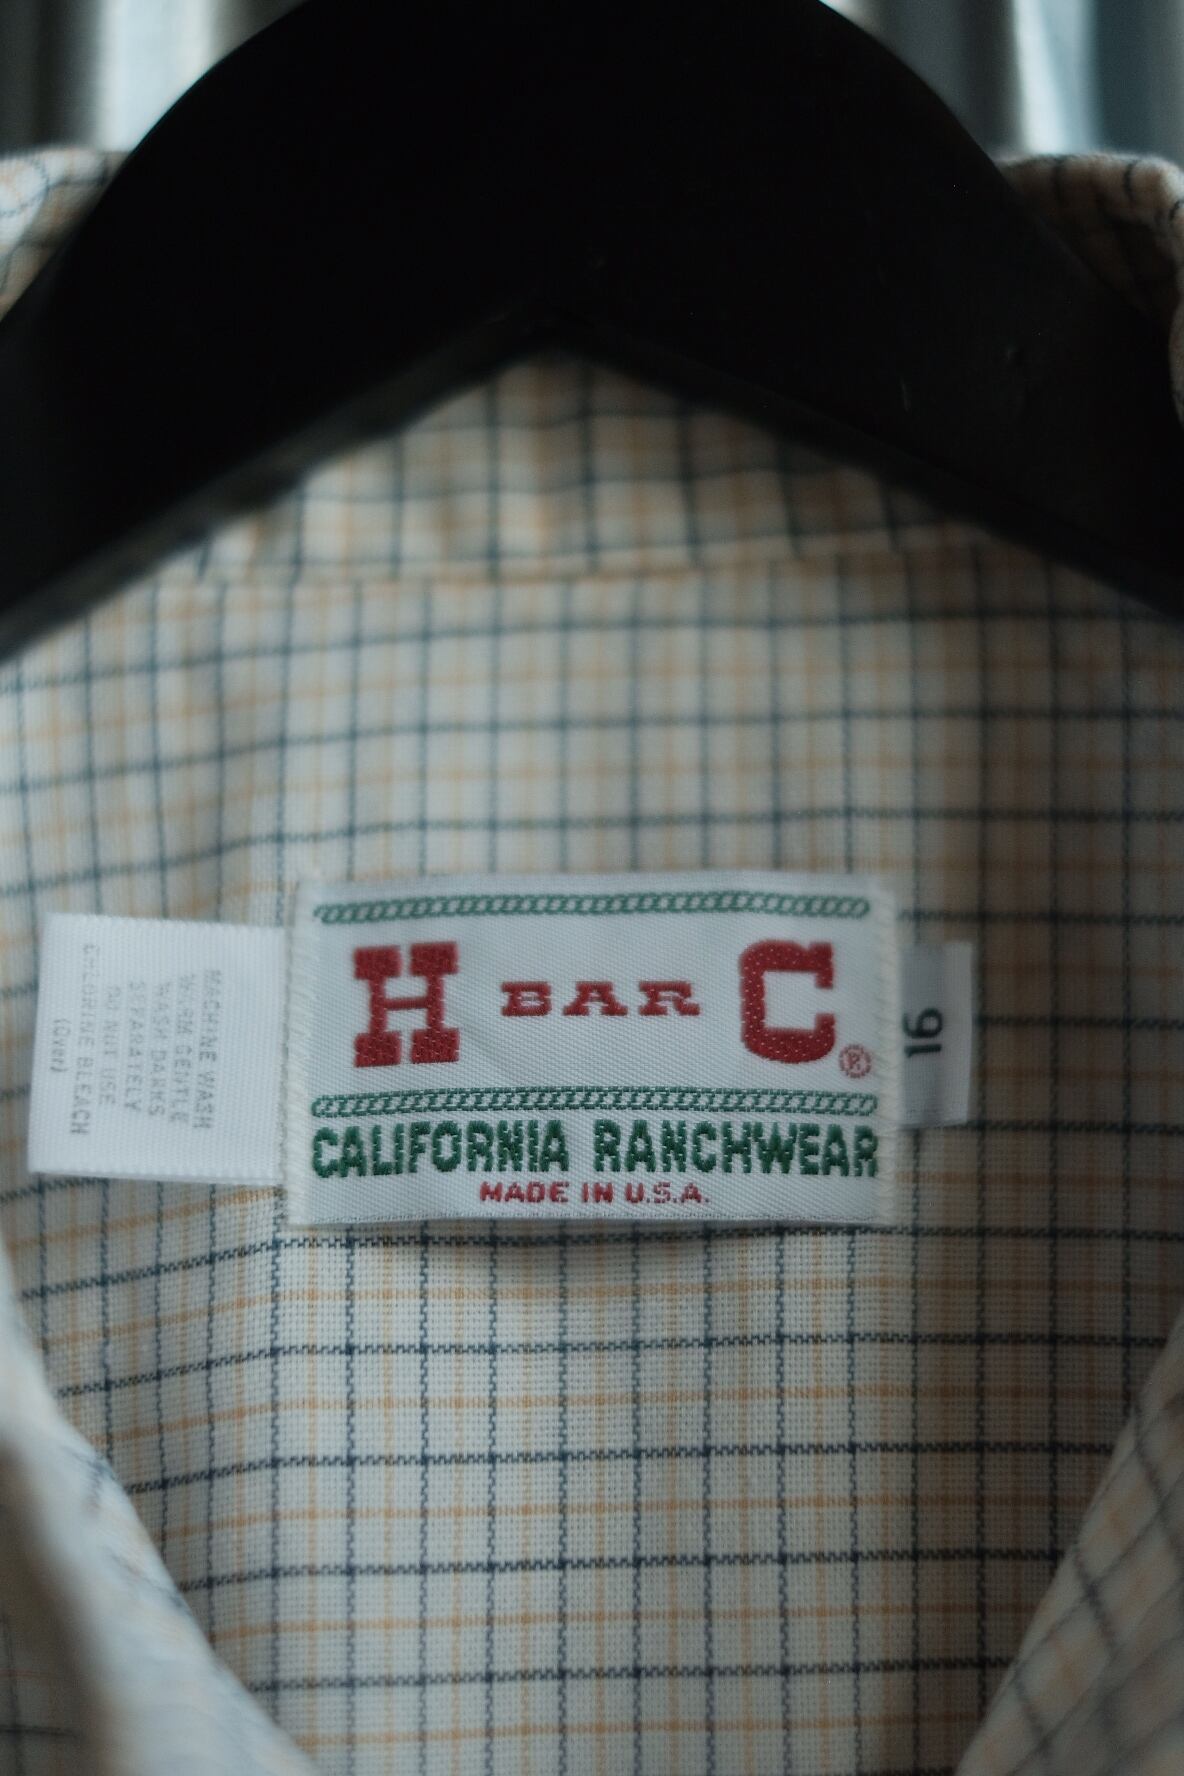 MACHINE WASH
WARM GENTLE
WASH DARKS
SEPARATELY
DO NOT USE
CHLORINE BLEACH
(Over)
H BAR C®
CALIFORNIA RANCHWEAR
MADE IN U.S.A.
16